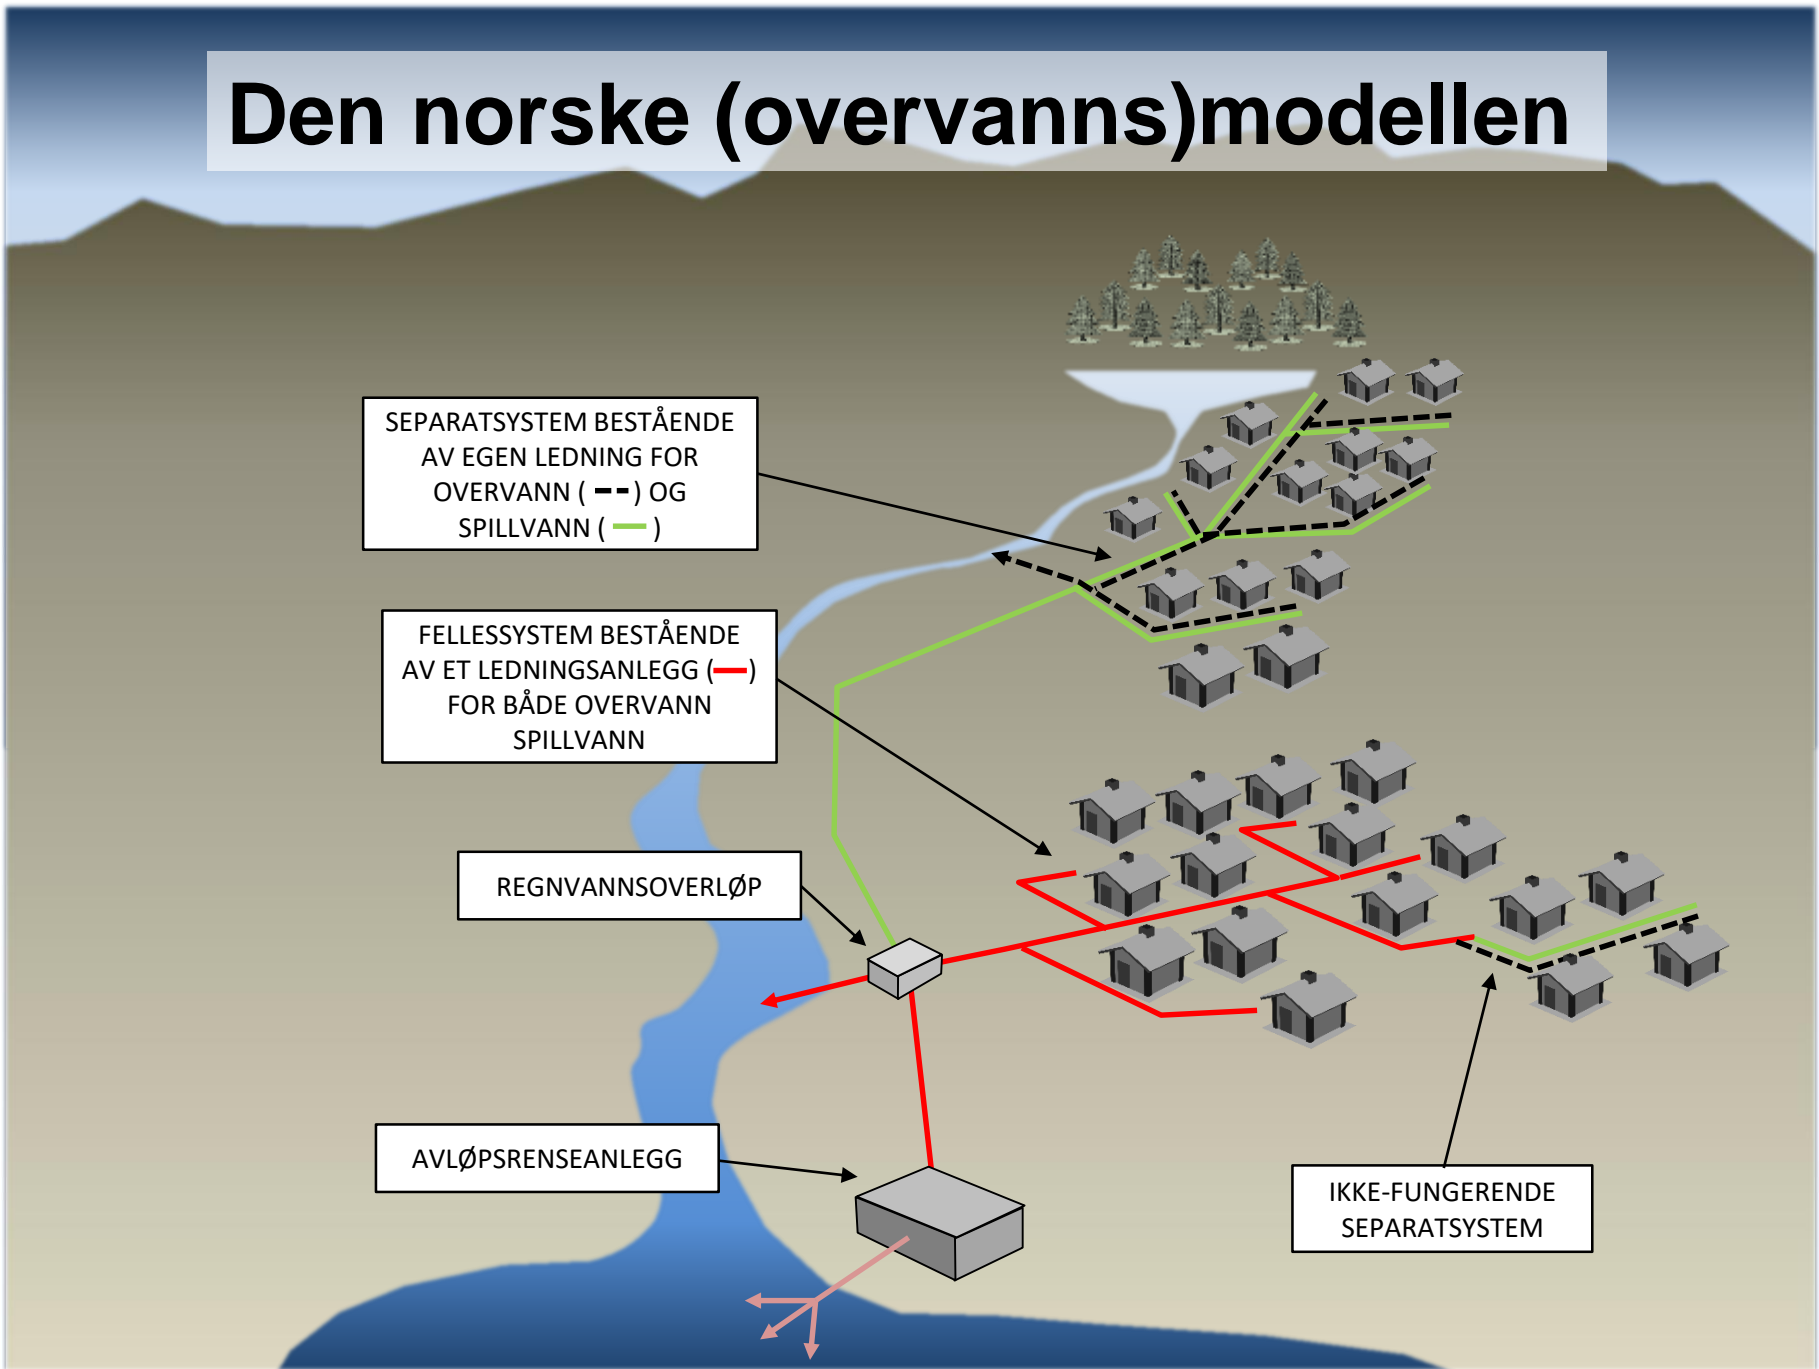 Den norske (overvanns)modellen
SEPARATSYSTEM BESTÅENDE
AV EGEN LEDNING FOR
OVERVANN ( ) OG
SPILLVANN ( )
FELLESSYSTEM BESTÅENDE
AV ET LEDNINGSANLEGG ( )
FOR BÅDE OVERVANN
SPILLVANN
REGNVANNSOVERLØP
AVLØPSRENSEANLEGG
IKKE-FUNGERENDE
SEPARATSYSTEM